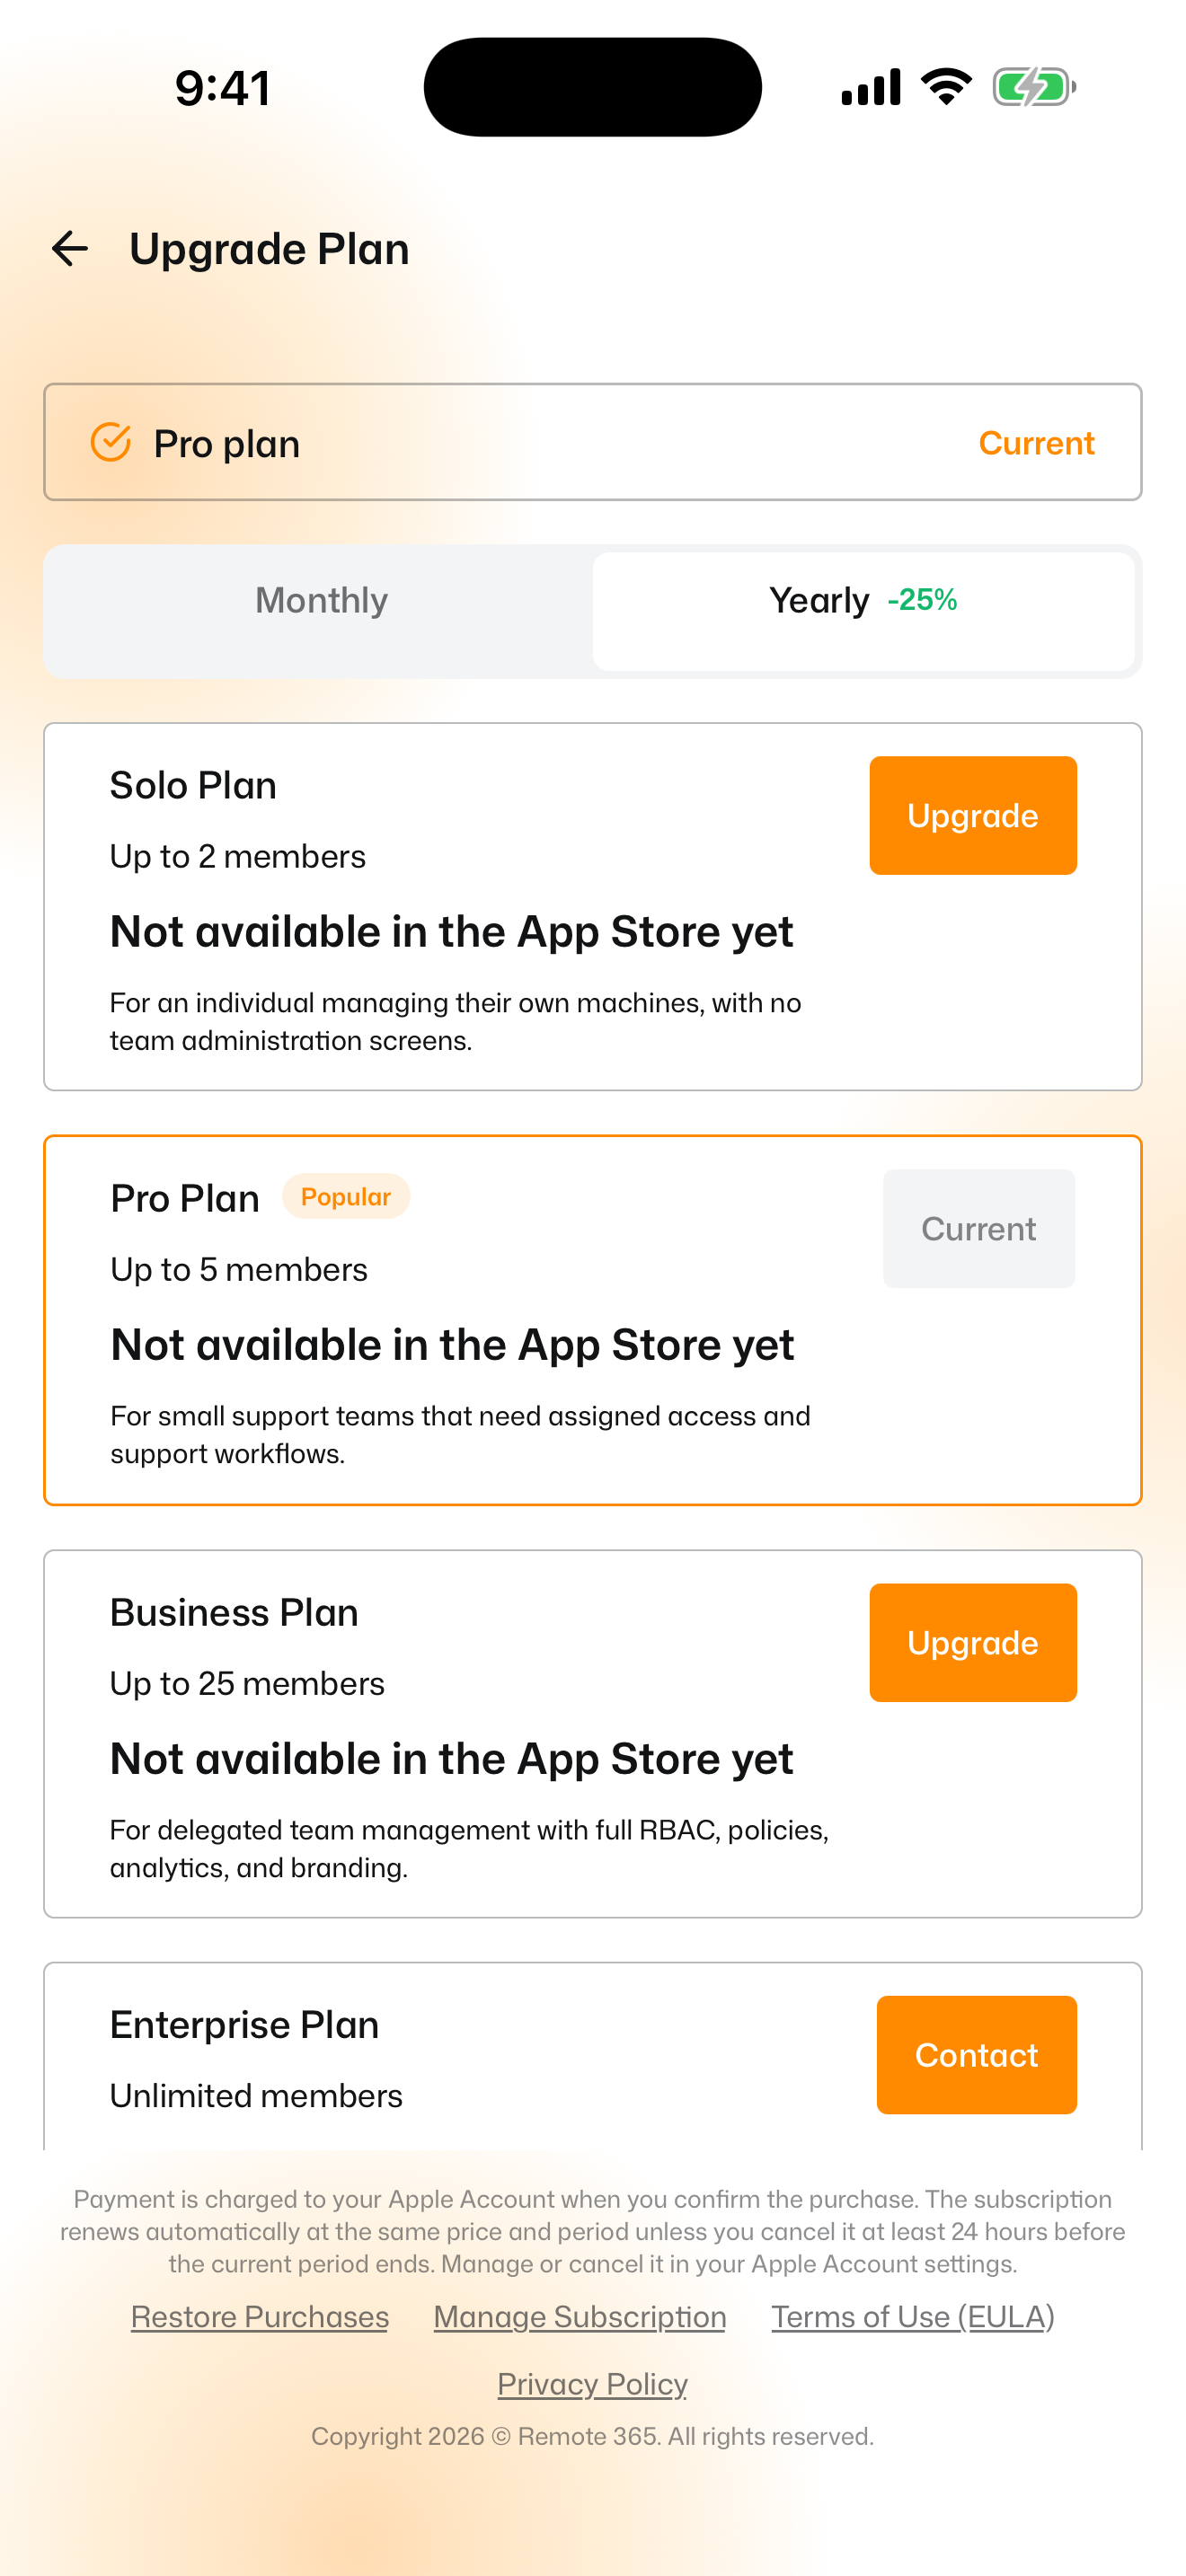 9:41
Upgrade Plan
Pro plan
Current
Monthly
Yearly -25%
Solo Plan
Upgrade
Up to 2 members
Not available in the App Store yet
For an individual managing their own machines, with no
team administration screens.
Pro Plan Popular
Current
Up to 5 members
Not available in the App Store yet
For small support teams that need assigned access and
support workflows.
Business Plan
Upgrade
Up to 25 members
Not available in the App Store yet
For delegated team management with full RBAC, policies,
analytics, and branding.
Enterprise Plan
Contact
Unlimited members
Payment is charged to your Apple Account when you confirm the purchase. The subscription
renews automatically at the same price and period unless you cancel it at least 24 hours before
the current period ends. Manage or cancel it in your Apple Account settings.
Restore Purchases Manage Subscription Terms of Use (EULA)
Privacy Policy
Copyright 2026 © Remote 365. All rights reserved.